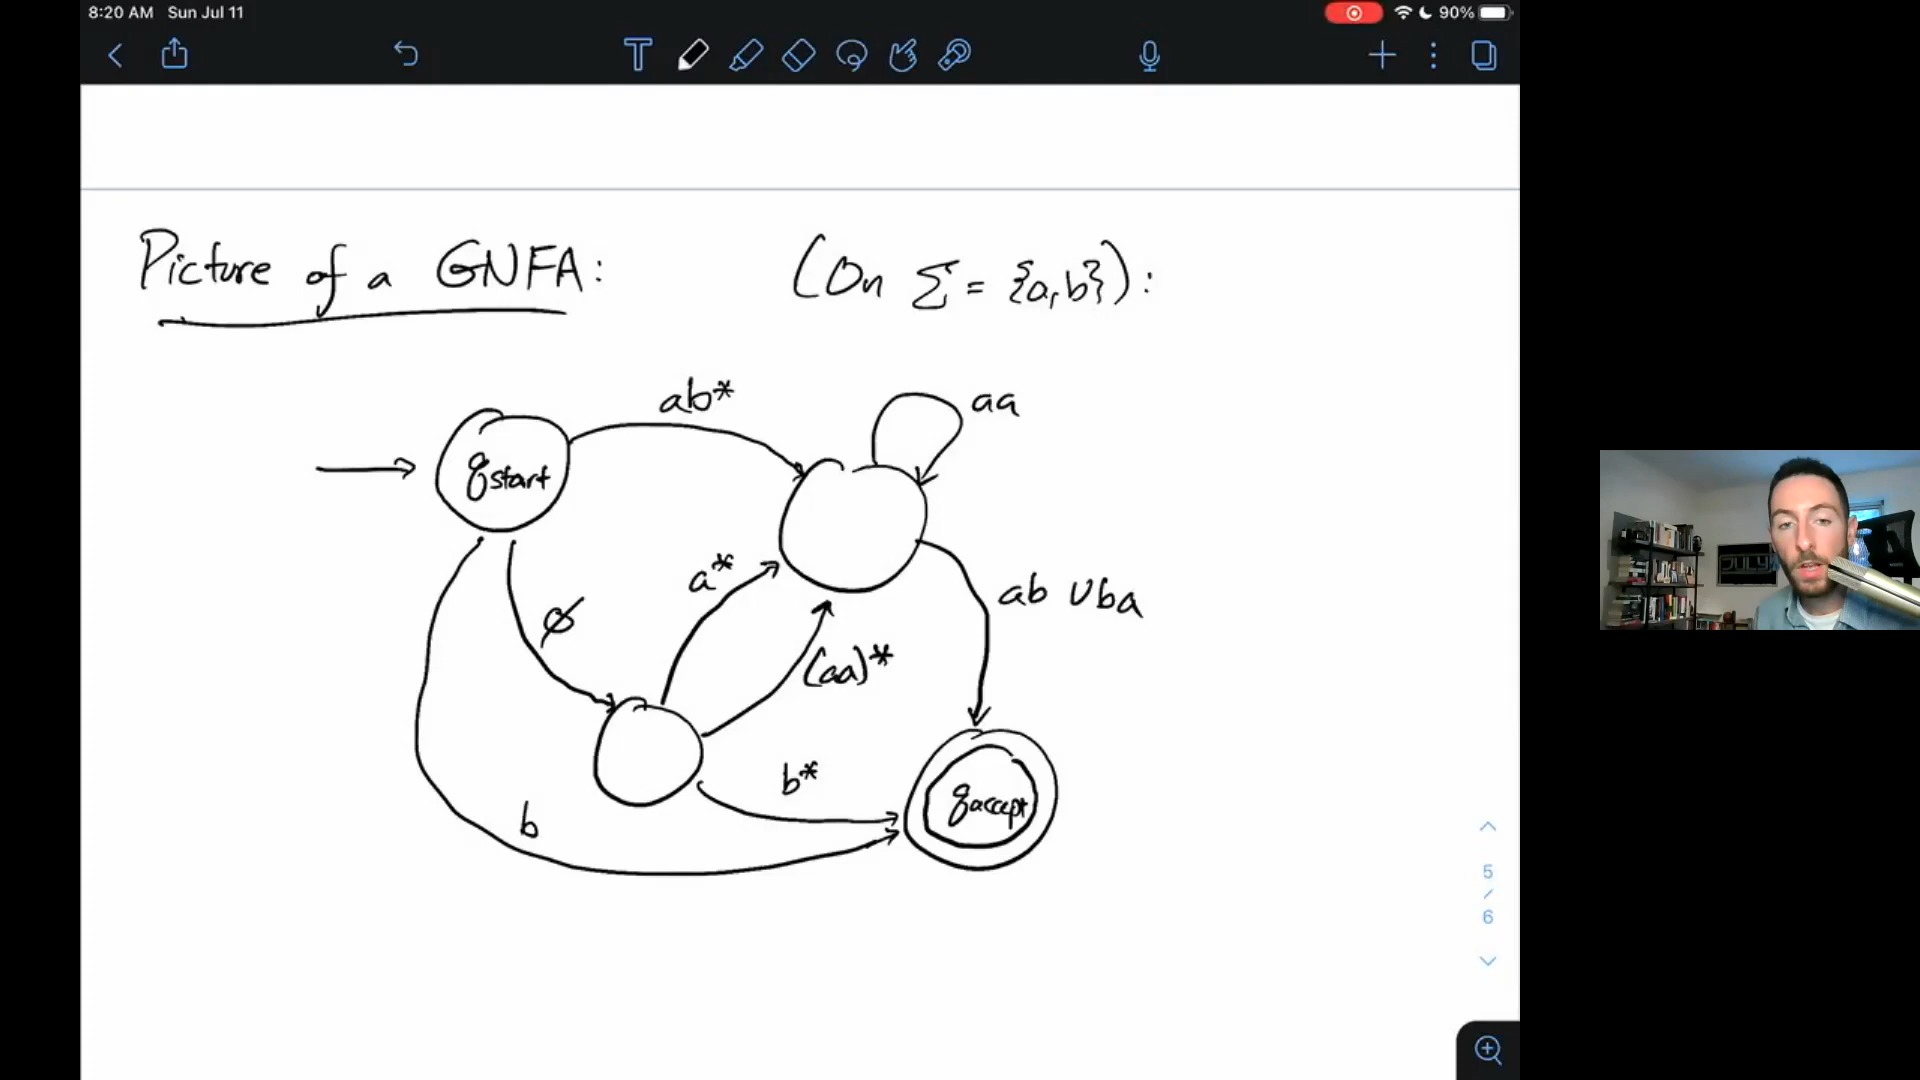 8:20 AM Sun Jul 11
90%
T
Picture of a GNFA: (On Σ = {a,b}):
ab*
aa
qstart
a*
ab ∪ ba
∅
(aa)*
b*
qaccept
b
5
/
6